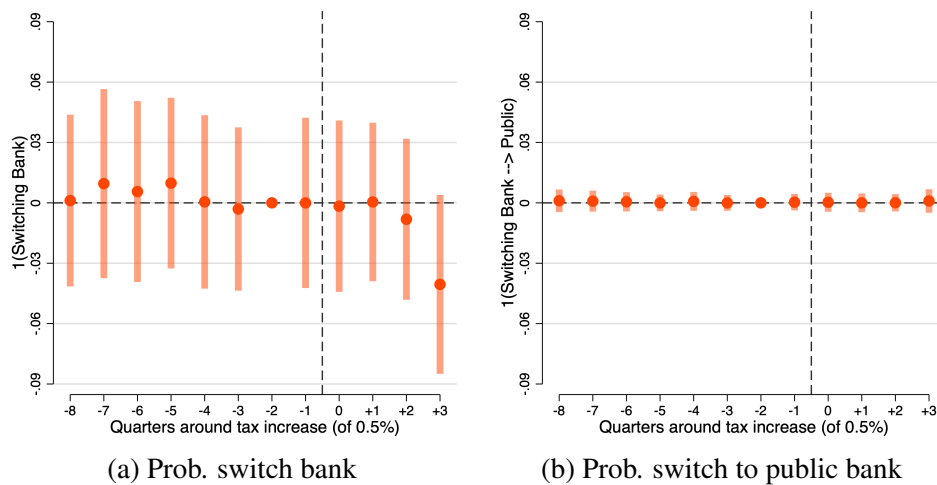 1(Switching Bank)
.09
.06
.03
0
-.03
-.06
-.09
-8 -7 -6 -5 -4 -3 -2 -1 0 +1 +2 +3
Quarters around tax increase (of 0.5%)
(a) Prob. switch bank
1(Switching Bank --> Public)
.09
.06
.03
0
-.03
-.06
-.09
-8 -7 -6 -5 -4 -3 -2 -1 0 +1 +2 +3
Quarters around tax increase (of 0.5%)
(b) Prob. switch to public bank